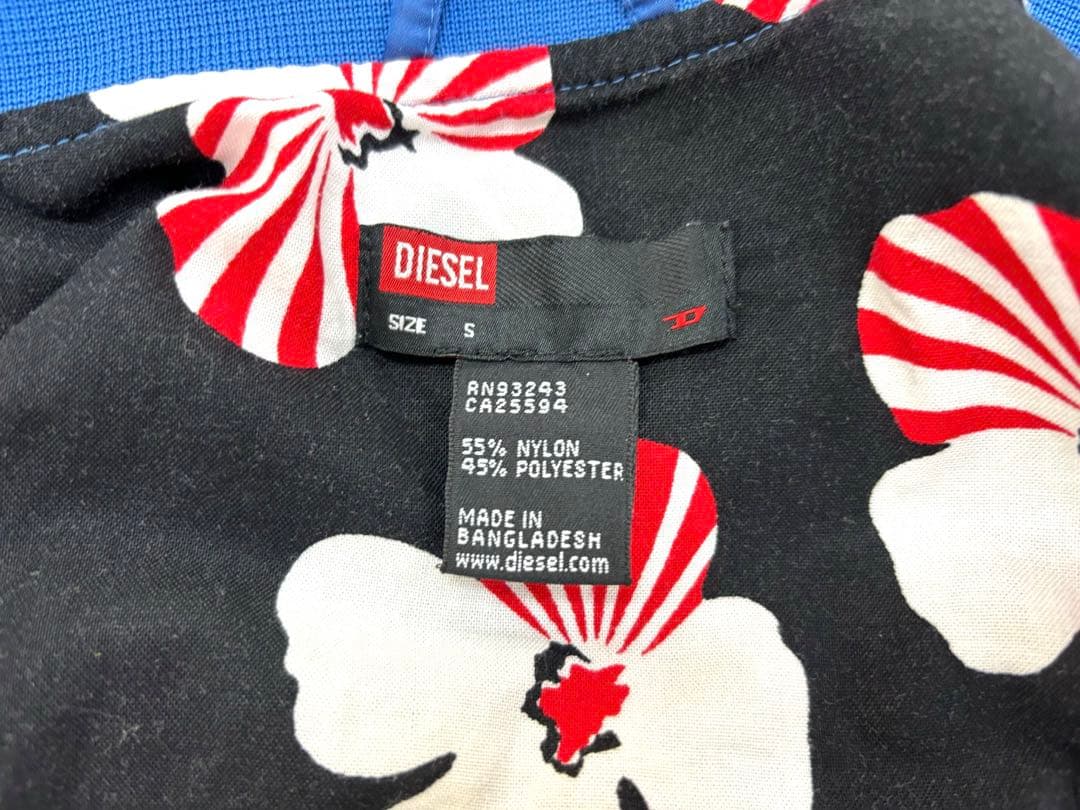 DIESEL
SIZE S
RN93243
CA25594
55% NYLON
45% POLYESTER
MADE IN
BANGLADESH
www.diesel.com